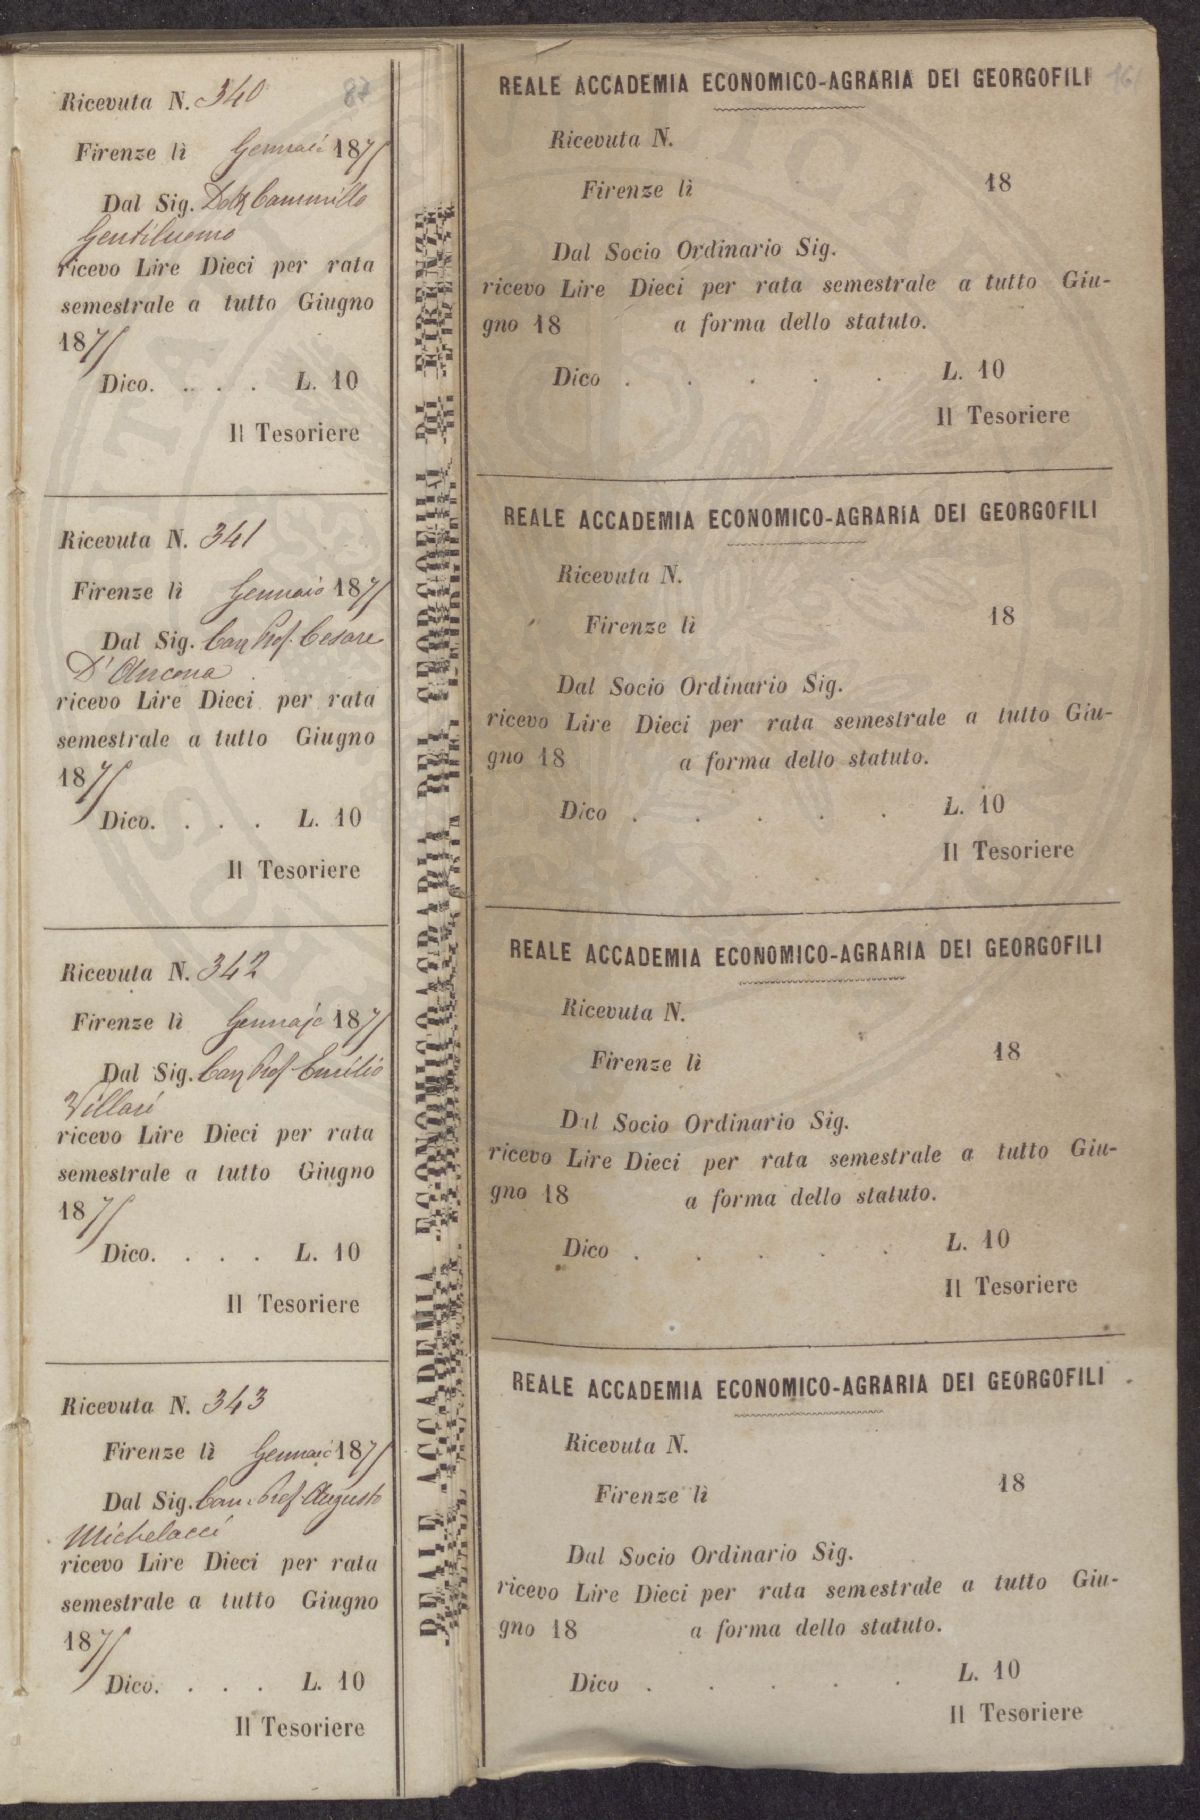 Ricevuta N. 340
87
Firenze lì Gennaio 1875
Dal Sig. Dott Cammillo
Gentiluomo
ricevo Lire Dieci per rata
semestrale a tutto Giugno
1875
Dico. . . . . L. 10
Il Tesoriere
Ricevuta N. 341
Firenze lì Gennaio 1875
Dal Sig. Cav Prof. Cesare
D'Ancona
ricevo Lire Dieci per rata
semestrale a tutto Giugno
1875
Dico. . . . L. 10
Il Tesoriere
Ricevuta N. 342
Firenze lì Gennajo 1875
Dal Sig. Cav Prof Emilio
Villari
ricevo Lire Dieci per rata
semestrale a tutto Giugno
1875
Dico. . . . L. 10
Il Tesoriere
Ricevuta N. 343
Firenze lì Gennaio 1875
Dal Sig. Cav. Prof Augusto
Michelacci
ricevo Lire Dieci per rata
semestrale a tutto Giugno
1875
Dico. . . . L. 10
Il Tesoriere
REALE ACCADEMIA ECONOMICO-AGRARIA DEI GEORGOFILI DI FIRENZE
REALE ACCADEMIA ECONOMICO-AGRARIA DEI GEORGOFILI
Ricevuta N.
Firenze lì 18
Dal Socio Ordinario Sig.
ricevo Lire Dieci per rata semestrale a tutto Giu-
gno 18 a forma dello statuto.
Dico . . . . . L. 10
Il Tesoriere
REALE ACCADEMIA ECONOMICO-AGRARIA DEI GEORGOFILI
Ricevuta N.
Firenze lì 18
Dal Socio Ordinario Sig.
ricevo Lire Dieci per rata semestrale a tutto Giu-
gno 18 a forma dello statuto.
Dico . . . . . L. 10
Il Tesoriere
REALE ACCADEMIA ECONOMICO-AGRARIA DEI GEORGOFILI
Ricevuta N.
Firenze lì 18
Dal Socio Ordinario Sig.
ricevo Lire Dieci per rata semestrale a tutto Giu-
gno 18 a forma dello statuto.
Dico . . . . . L. 10
Il Tesoriere
REALE ACCADEMIA ECONOMICO-AGRARIA DEI GEORGOFILI
Ricevuta N.
Firenze lì 18
Dal Socio Ordinario Sig.
ricevo Lire Dieci per rata semestrale a tutto Giu-
gno 18 a forma dello statuto.
Dico . . . . . L. 10
Il Tesoriere